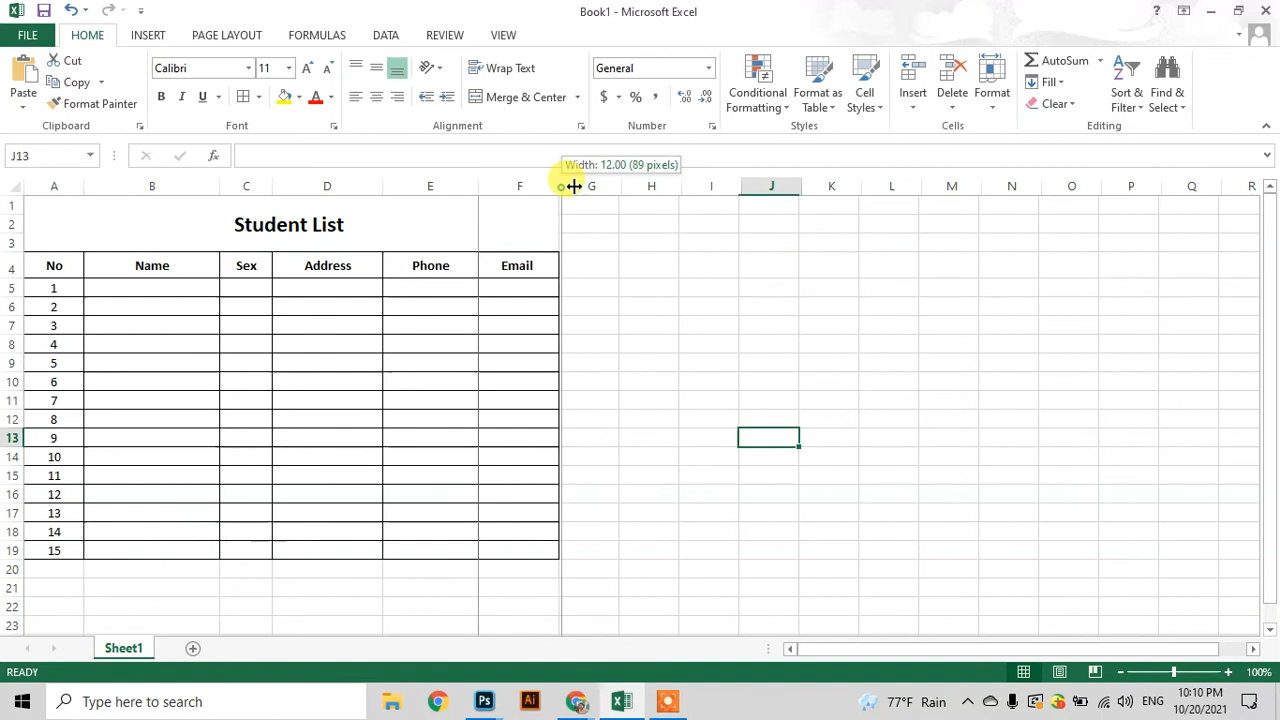 Book1 - Microsoft Excel
FILE HOME INSERT PAGE LAYOUT FORMULAS DATA REVIEW VIEW
Paste
Cut
Copy
Format Painter
Clipboard
Calibri 11
B I U A
Font
Wrap Text
Merge & Center
Alignment
General
$ % ,
Number
Conditional Formatting
Format as Table
Cell Styles
Styles
Insert
Delete
Format
Cells
AutoSum
Fill
Clear
Sort & Filter
Find & Select
Editing
J13
fx
Width: 12.00 (89 pixels)
A B C D E F G H I J K L M N O P Q R
1
2 Student List
3
4 No Name Sex Address Phone Email
5 1
6 2
7 3
8 4
9 5
10 6
11 7
12 8
13 9
14 10
15 11
16 12
17 13
18 14
19 15
20
21
22
23
Sheet1
READY
100%
Type here to search
Ps
Ai
77°F Rain
ENG
10:10 PM
10/20/2021